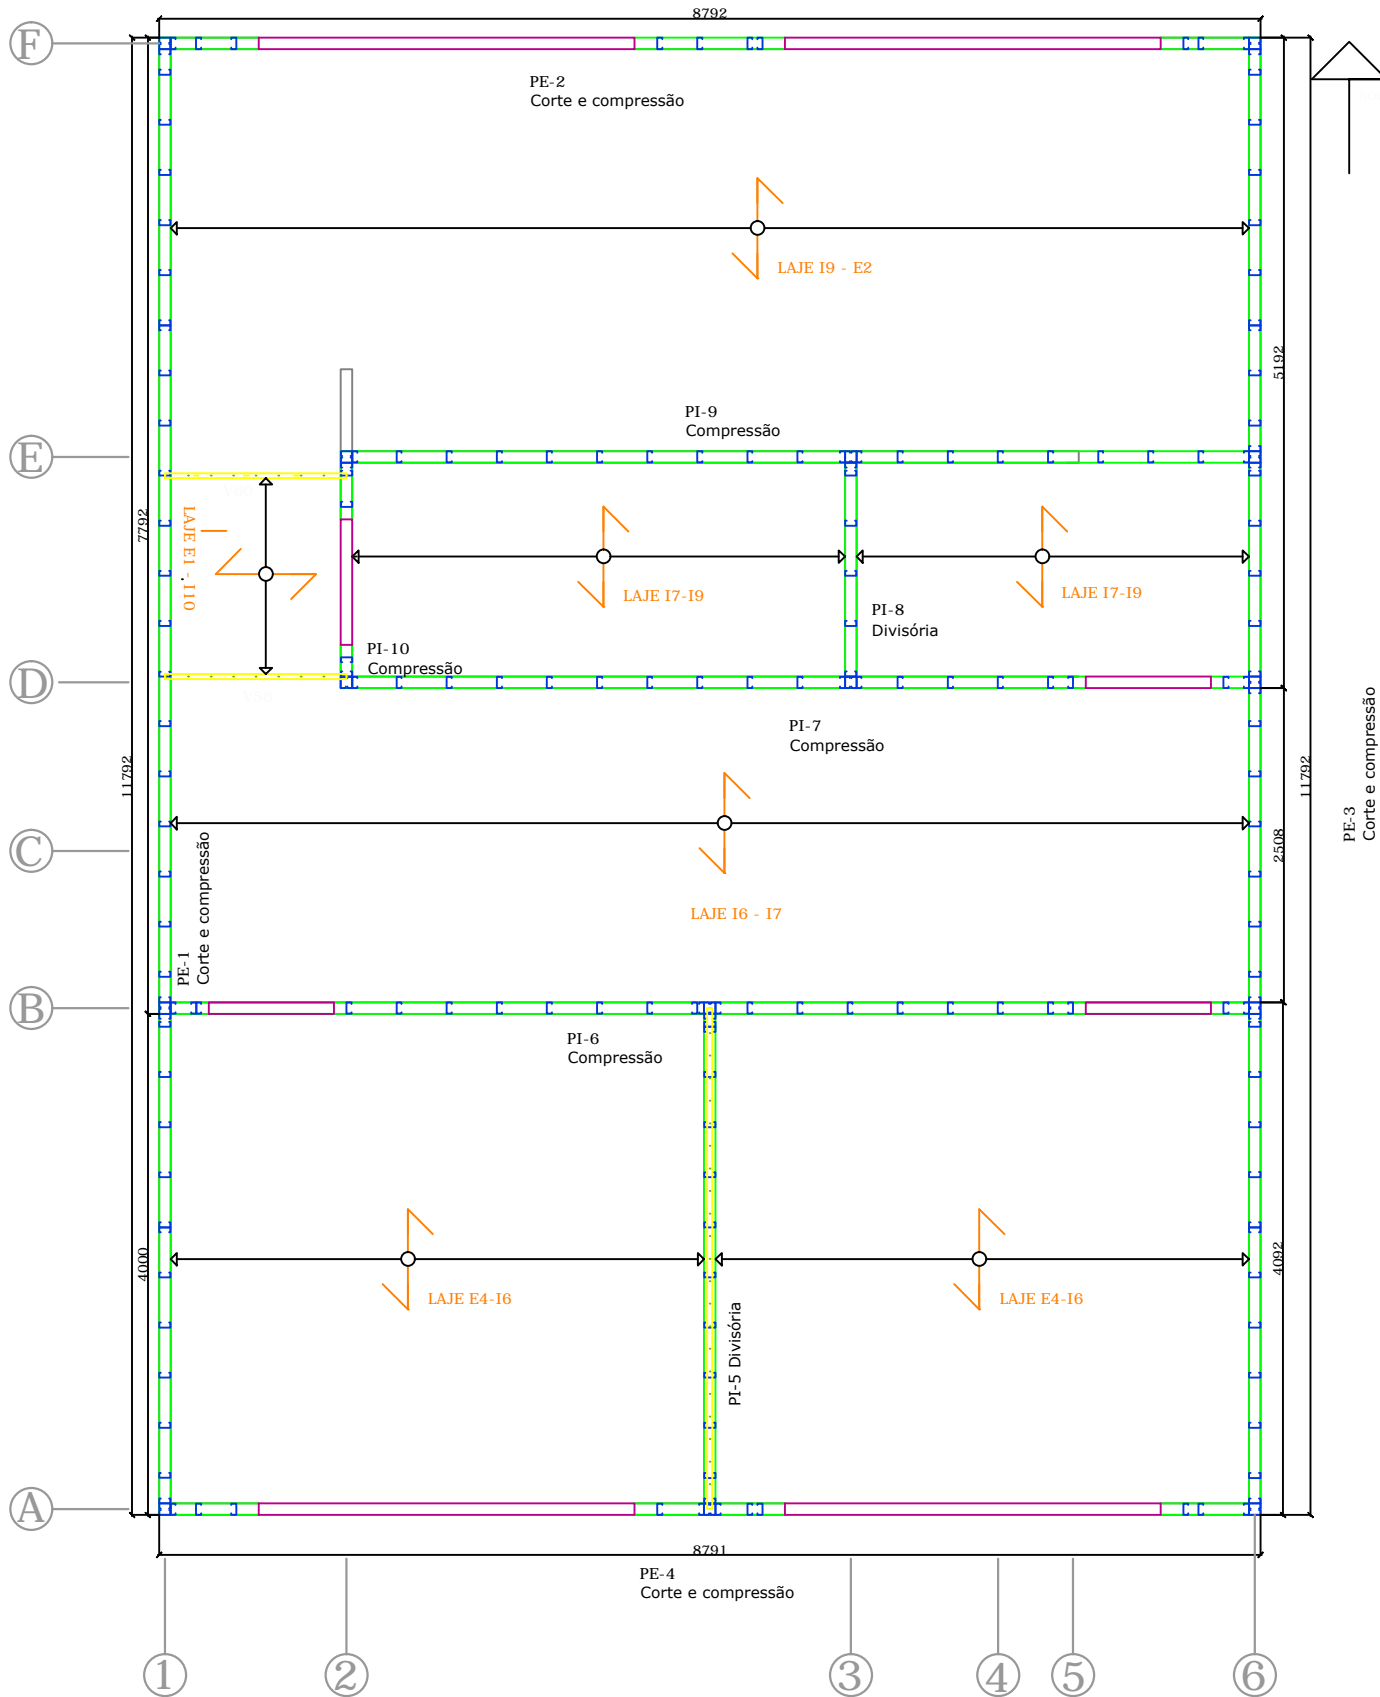 8792
F
PE-2
Corte e compressão
LAJE I9 - E2
5192
PI-9
Compressão
E
7792
LAJE E1 - I10
LAJE I7-I9
LAJE I7-I9
PI-8
Divisória
PI-10
Compressão
D
PI-7
Compressão
11792
11792
PE-3
Corte e compressão
C
2508
PE-1
Corte e compressão
LAJE I6 - I7
B
PI-6
Compressão
4000
4092
LAJE E4-I6
LAJE E4-I6
PI-5 Divisória
A
8791
PE-4
Corte e compressão
1
2
3
4
5
6